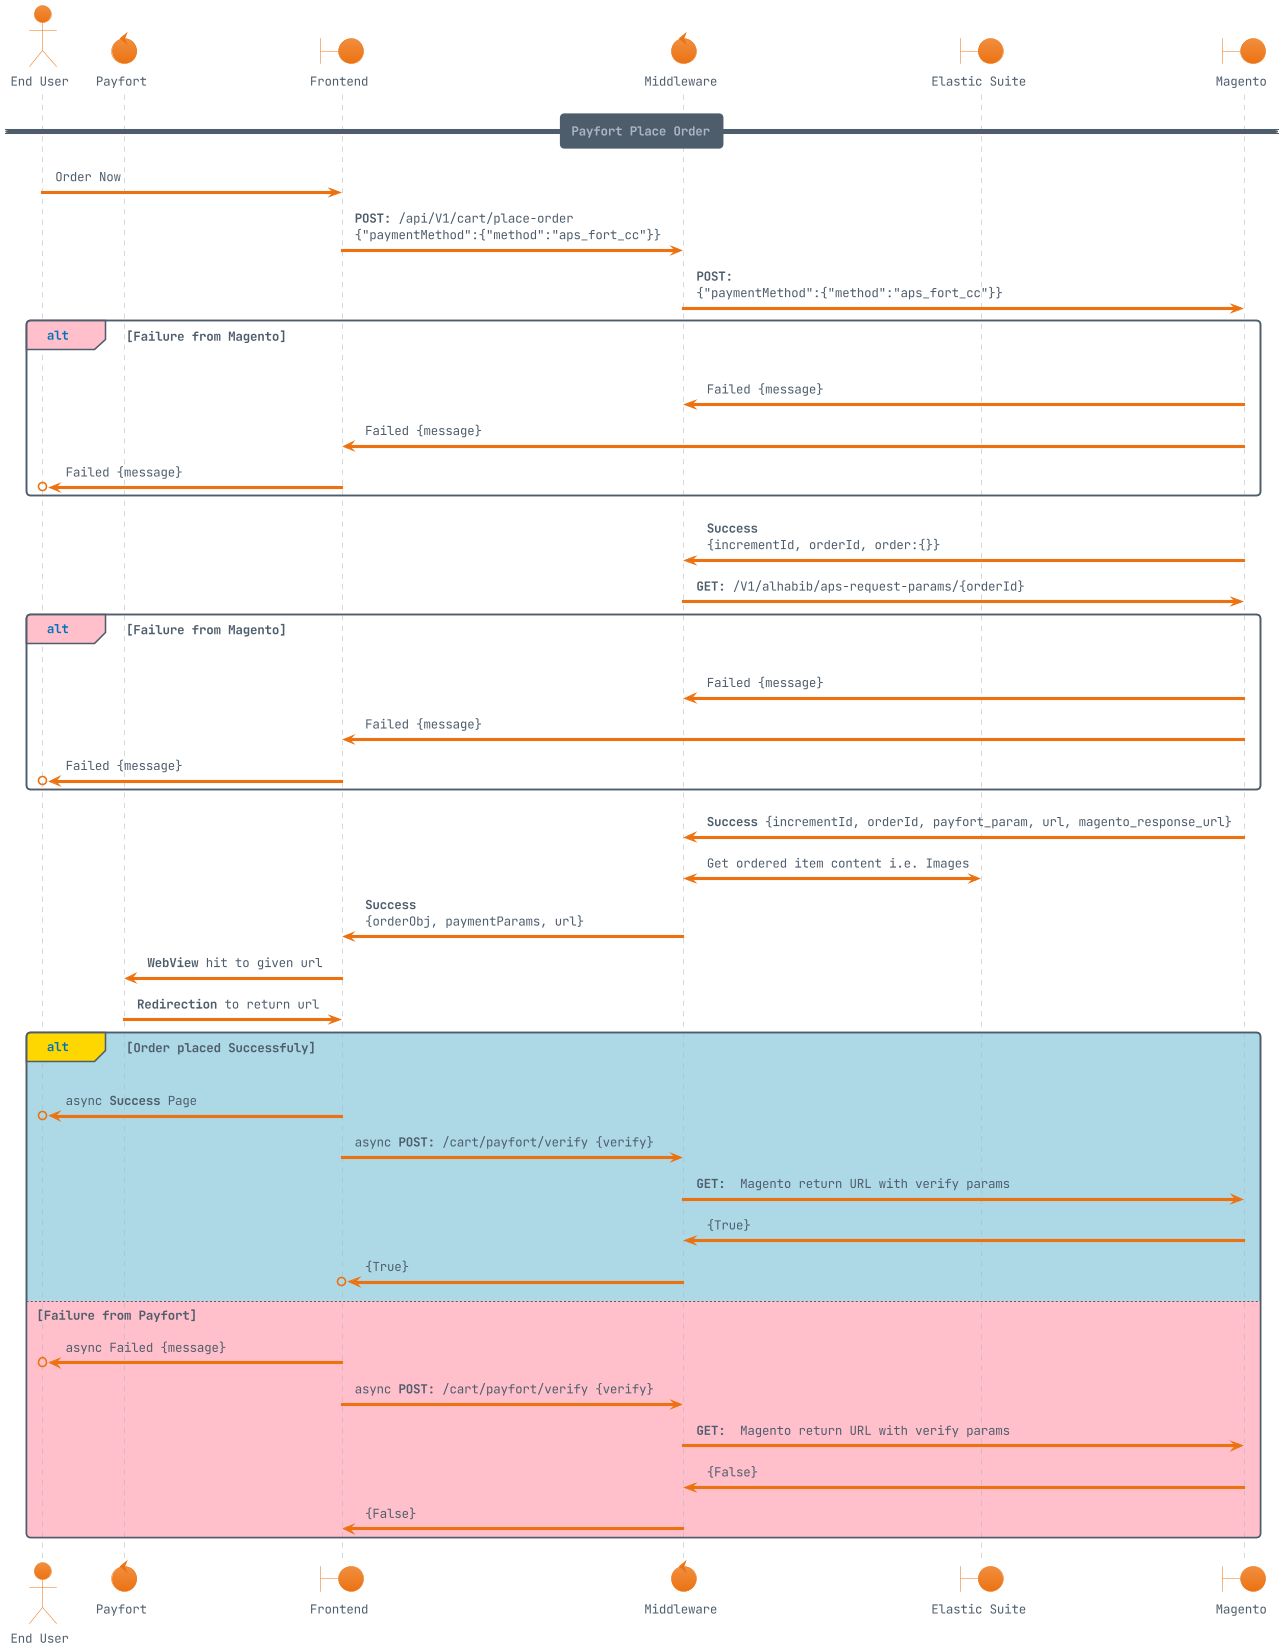 End User
Payfort
Frontend
Middleware
Elastic Suite
Magento
Payfort Place Order
Order Now
POST: /api/V1/cart/place-order
{"paymentMethod":{"method":"aps_fort_cc"}}
POST:
{"paymentMethod":{"method":"aps_fort_cc"}}
alt
[Failure from Magento]
Failed {message}
Failed {message}
Failed {message}
Success
{incrementId, orderId, order:{}}
GET: /V1/alhabib/aps-request-params/{orderId}
alt
[Failure from Magento]
Failed {message}
Failed {message}
Failed {message}
Success {incrementId, orderId, payfort_param, url, magento_response_url}
Get ordered item content i.e. Images
Success
{orderObj, paymentParams, url}
WebView hit to given url
Redirection to return url
alt
[Order placed Successfuly]
async Success Page
async POST: /cart/payfort/verify {verify}
GET:  Magento return URL with verify params
{True}
{True}
[Failure from Payfort]
async Failed {message}
async POST: /cart/payfort/verify {verify}
GET:  Magento return URL with verify params
{False}
{False}
End User
Payfort
Frontend
Middleware
Elastic Suite
Magento